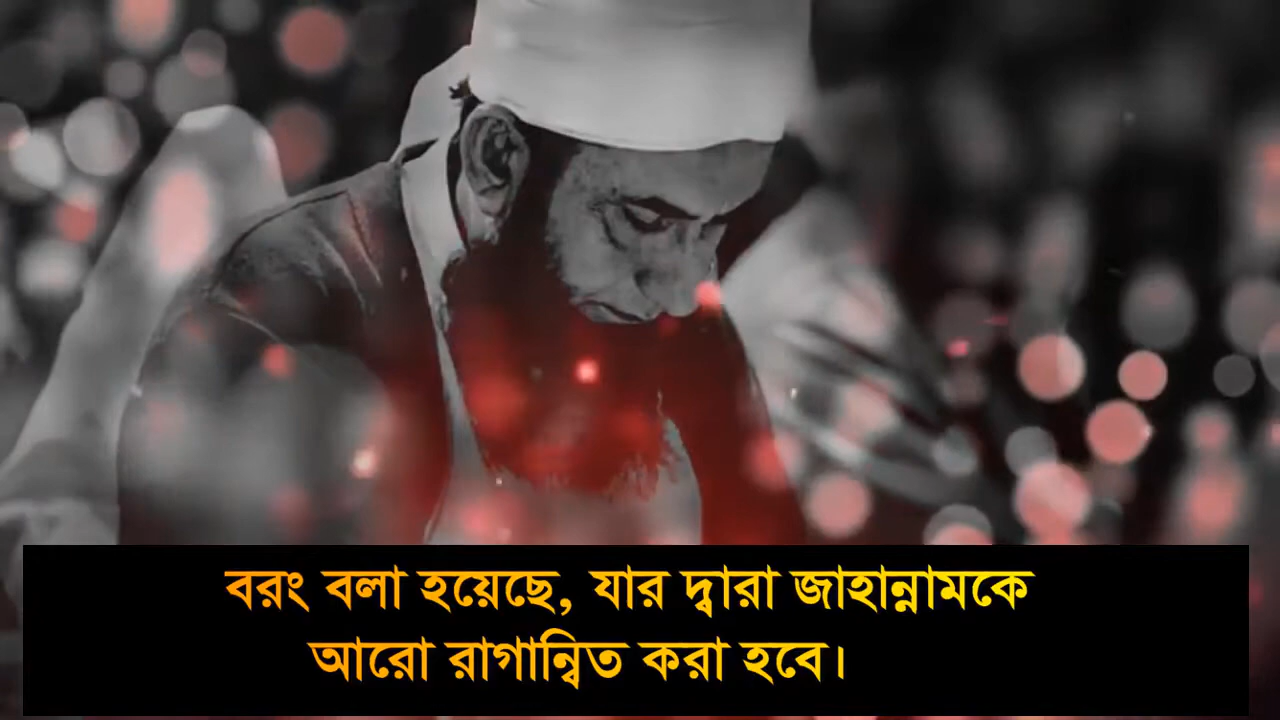 বরং বলা হয়েছে, যার দ্বারা জাহান্নামকে
আরো রাগান্বিত করা হবে।